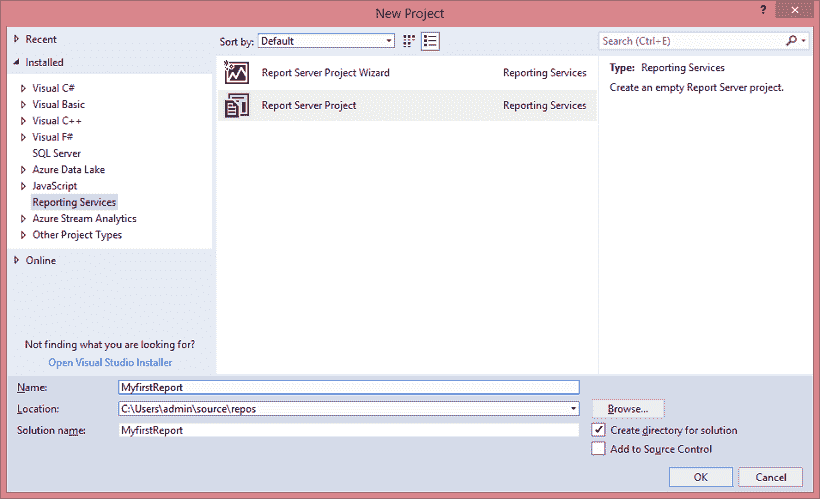 New Project
?
Recent
Installed
Visual C#
Visual Basic
Visual C++
Visual F#
SQL Server
Azure Data Lake
JavaScript
Reporting Services
Azure Stream Analytics
Other Project Types
Online
Not finding what you are looking for?
Open Visual Studio Installer
Sort by: Default
Report Server Project Wizard Reporting Services
Report Server Project Reporting Services
Search (Ctrl+E)
Type: Reporting Services
Create an empty Report Server project.
Name: MyfirstReport
Location: C:\Users\admin\source\repos
Browse...
Solution name: MyfirstReport
Create directory for solution
Add to Source Control
OK
Cancel